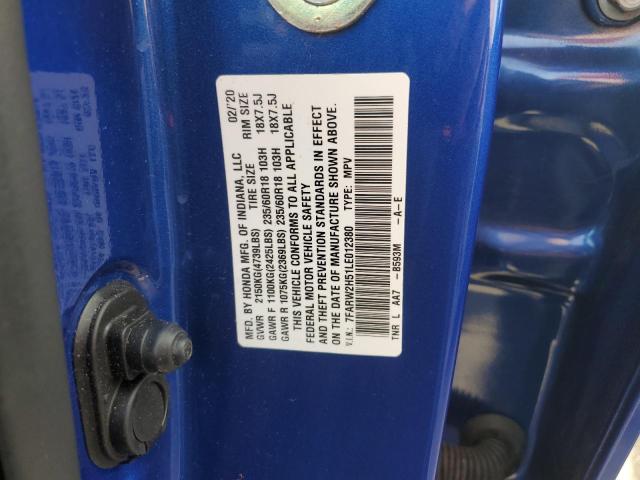 MFD. BY HONDA MFG. OF INDIANA, LLC 02/'20
GVWR 2150KG(4739LBS) TIRE SIZE RIM SIZE
GAWR F 1100KG(2425LBS) 235/60R18 103H 18X7.5J
GAWR R 1075KG(2369LBS) 235/60R18 103H 18X7.5J
THIS VEHICLE CONFORMS TO ALL APPLICABLE
FEDERAL MOTOR VEHICLE SAFETY
AND THEFT PREVENTION STANDARDS IN EFFECT
ON THE DATE OF MANUFACTURE SHOWN ABOVE.
V.I.N.: 7FARW2H51LE012380 TYPE: MPV
TNR L AA7 - B593M -A-E